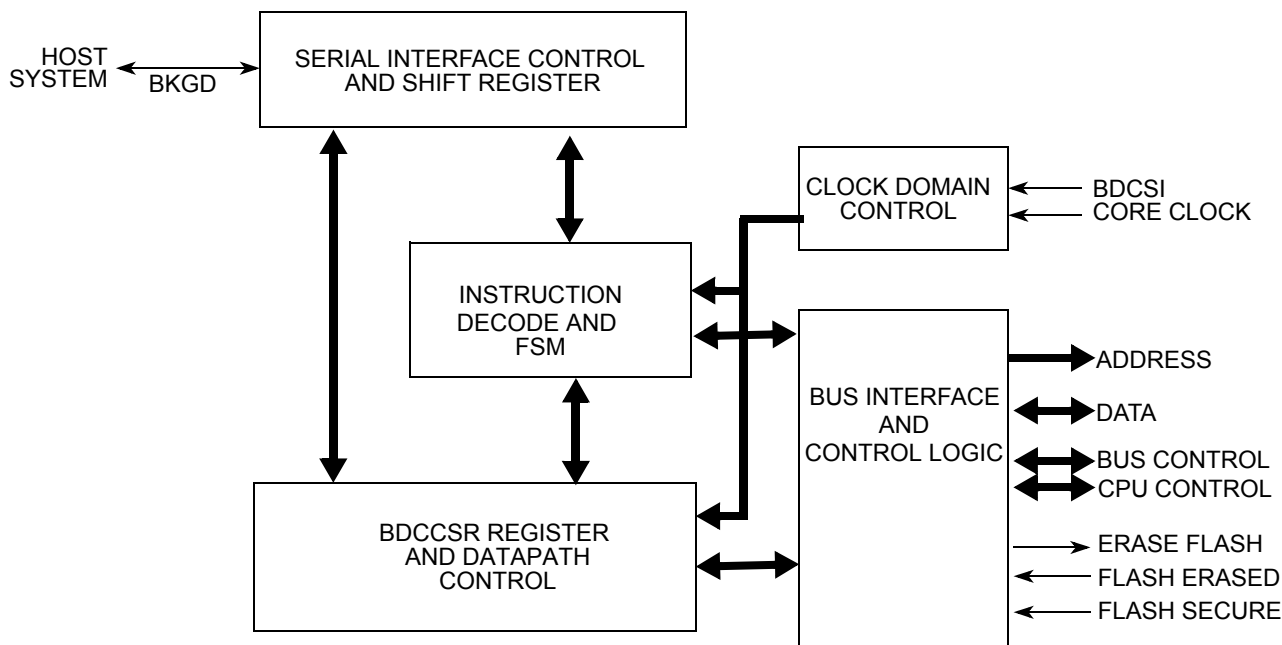 HOST
SYSTEM
BKGD
SERIAL INTERFACE CONTROL
AND SHIFT REGISTER
CLOCK DOMAIN
CONTROL
BDCSI
CORE CLOCK
INSTRUCTION
DECODE AND
FSM
BUS INTERFACE
AND
CONTROL LOGIC
ADDRESS
DATA
BUS CONTROL
CPU CONTROL
ERASE FLASH
FLASH ERASED
FLASH SECURE
BDCCSR REGISTER
AND DATAPATH
CONTROL